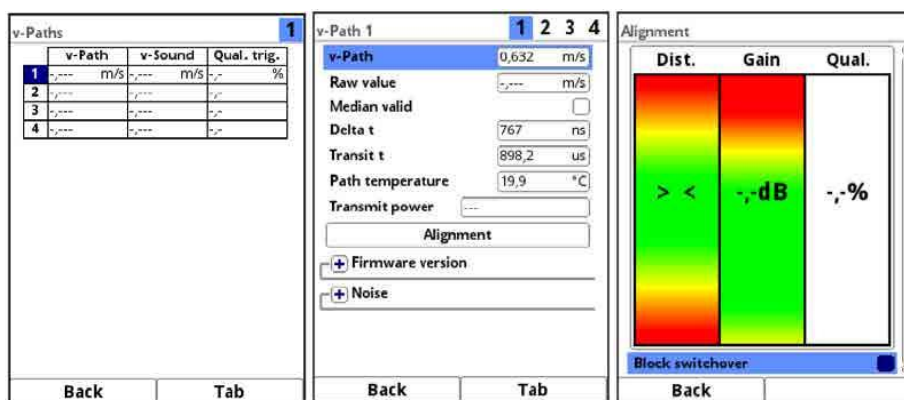 v-Paths 1
v-Path v-Sound Qual. trig.
1 -,--- m/s -,--- m/s -,- %
2 -,--- -,--- -,-
3 -,--- -,--- -,-
4 -,--- -,--- -,-
Back Tab
v-Path 1 1 2 3 4
v-Path 0,632 m/s
Raw value -,--- m/s
Median valid
Delta t 767 ns
Transit t 898,2 us
Path temperature 19,9 °C
Transmit power ---
Alignment
+ Firmware version
+ Noise
Back Tab
Alignment
Dist. Gain Qual.
> < -,-dB -,-%
Block switchover
Back